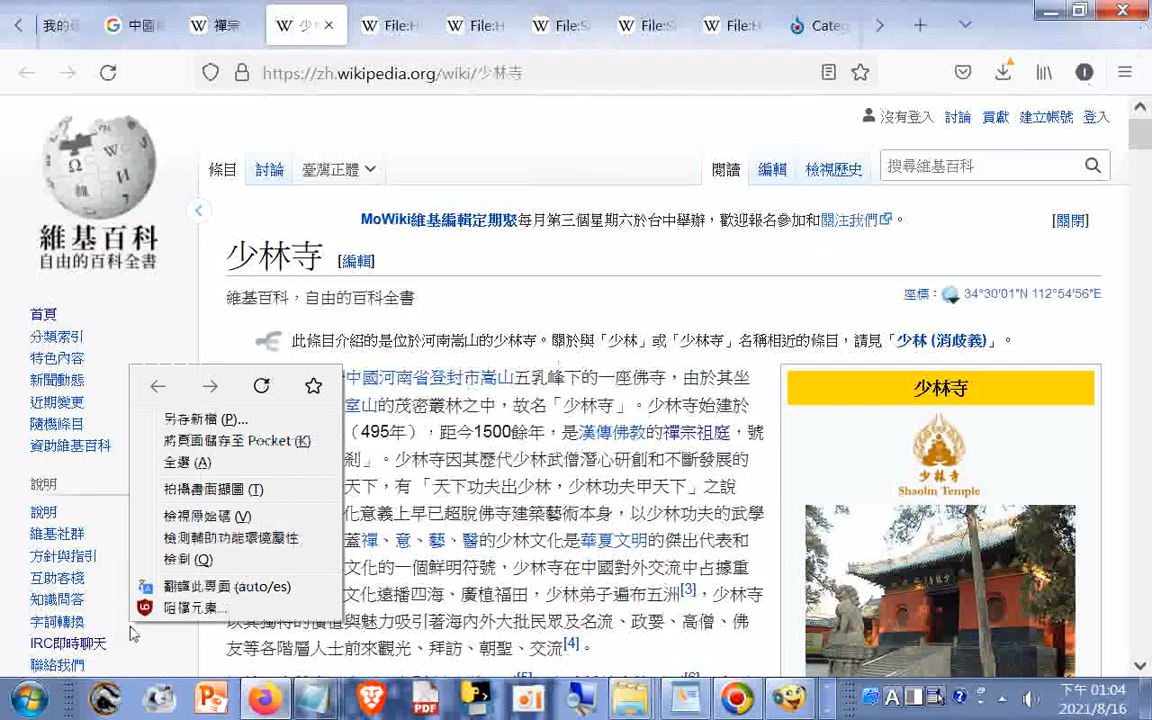 我的
中國
禪宗
少
File:H
File:H
File:S
File:S
File:H
Categ
https://zh.wikipedia.org/wiki/少林寺
沒有登入 討論 貢獻 建立帳號 登入
條目 討論 臺灣正體 閱讀 編輯 檢視歷史 搜尋維基百科
MoWiki維基編輯定期聚每月第三個星期六於台中舉辦，歡迎報名參加和關注我們。 [關閉]
維基百科
自由的百科全書
少林寺 [編輯]
維基百科，自由的百科全書
座標：34°30′01″N 112°54′56″E
此條目介紹的是位於河南嵩山的少林寺。關於與「少林」或「少林寺」名稱相近的條目，請見「少林 (消歧義)」。
首頁
分類索引
特色內容
新聞動態
近期變更
隨機條目
資助維基百科
說明
說明
維基社群
方針與指引
互助客棧
知識問答
字詞轉換
IRC即時聊天
聯絡我們
另存新檔 (P)...
將頁面儲存至 Pocket (K)
全選 (A)
拍攝畫面擷圖 (T)
檢視原始碼 (V)
檢測輔助功能環境屬性
檢測 (Q)
翻譯此頁面 (auto/es)
阻擋元素...
中國河南省登封市嵩山五乳峰下的一座佛寺，由於其坐
室山的茂密叢林之中，故名「少林寺」。少林寺始建於
（495年），距今1500餘年，是漢傳佛教的禪宗祖庭，號
剎」。少林寺因其歷代少林武僧潛心研創和不斷發展的
天下，有「天下功夫出少林，少林功夫甲天下」之說
化意義上早已超脫佛寺建築藝術本身，以少林功夫的武學
蓋禪、意、藝、醫的少林文化是華夏文明的傑出代表和
文化的一個鮮明符號，少林寺在中國對外交流中占據重
文化遠播四海、廣植福田，少林弟子遍布五洲[3]，少林寺
以其獨特的價值與魅力吸引著海內外大批民眾及名流、政要、高僧、佛
友等各階層人士前來觀光、拜訪、朝聖、交流[4]。
少林寺
少林寺
Shaolin Temple
PDF
A
下午 01:04
2021/8/16